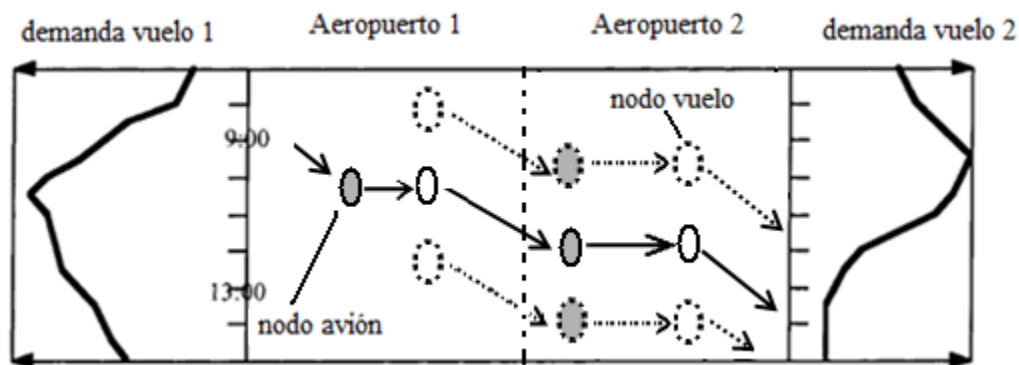 demanda vuelo 1
Aeropuerto 1
Aeropuerto 2
demanda vuelo 2
nodo vuelo
9:00
13:00
nodo avión